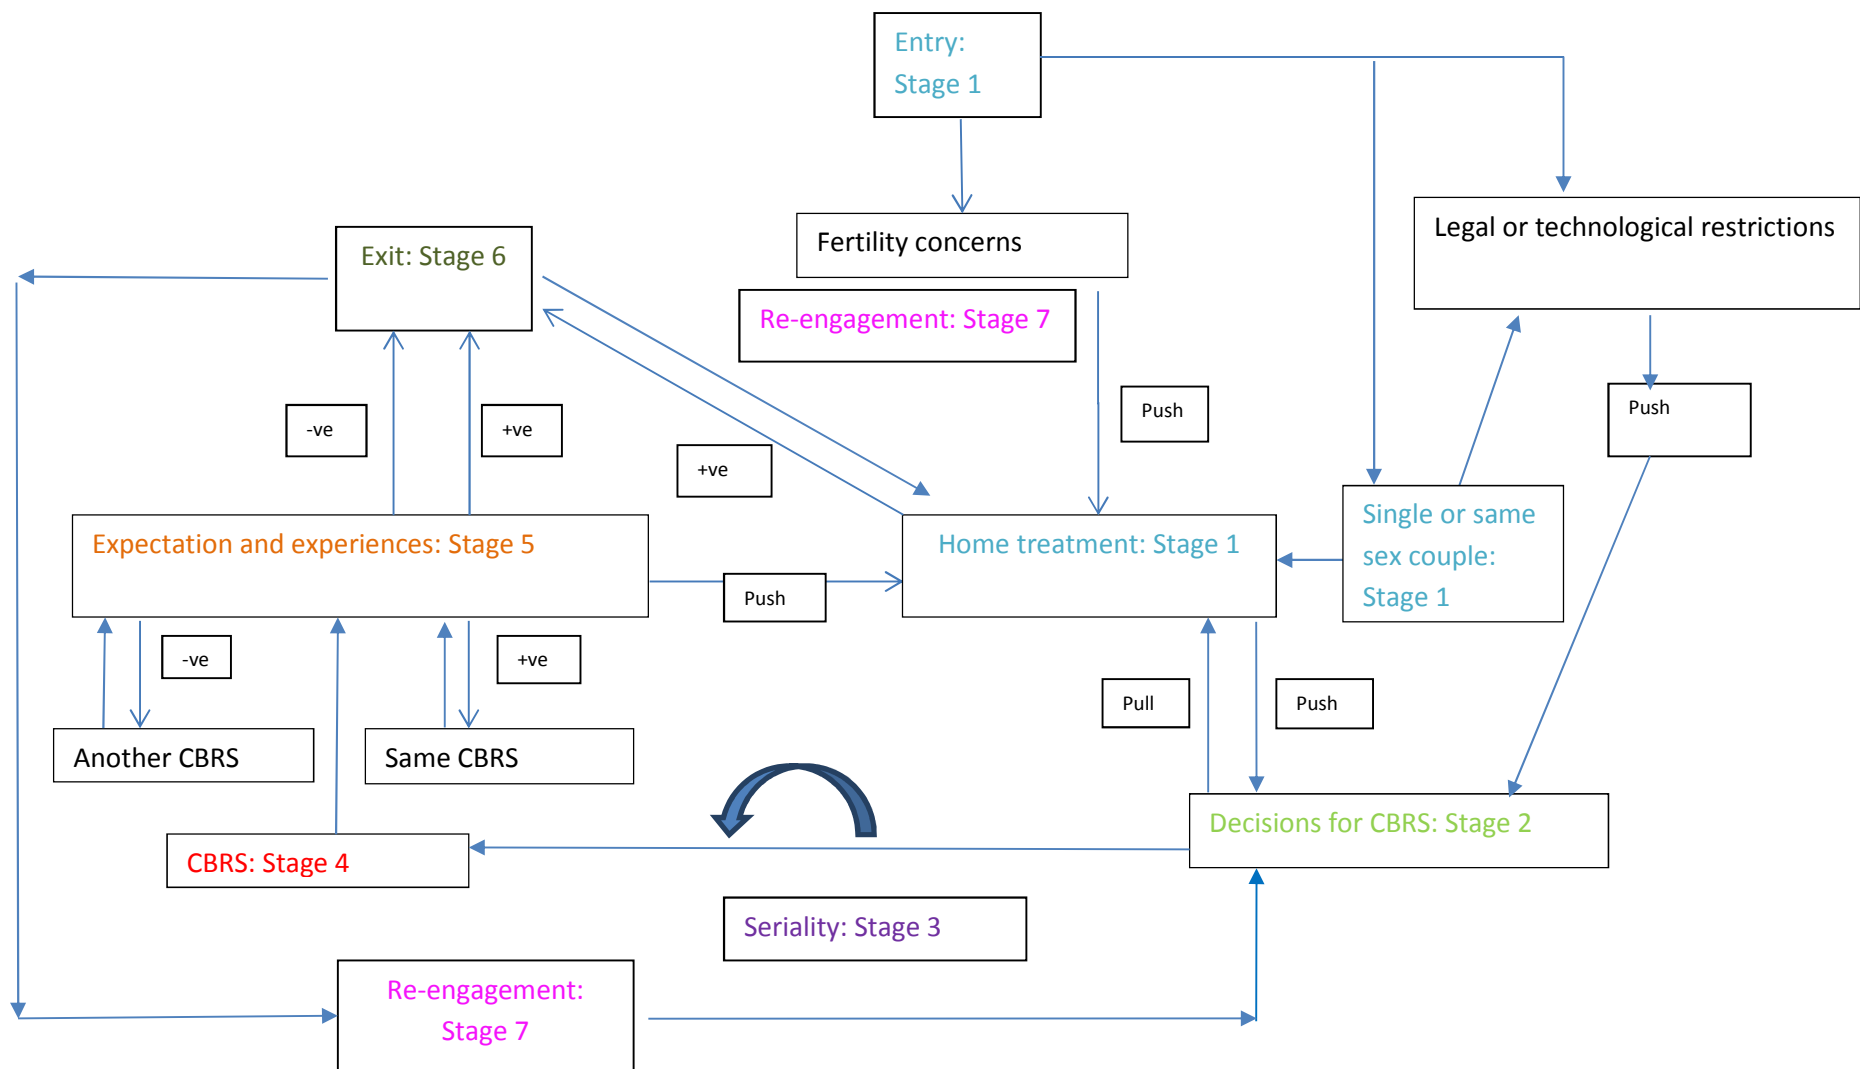 Entry:
Stage 1
Fertility concerns
Legal or technological restrictions
Exit: Stage 6
Re-engagement: Stage 7
Push
Push
-ve
+ve
+ve
Expectation and experiences: Stage 5
Home treatment: Stage 1
Single or same
sex couple:
Stage 1
Push
-ve
+ve
Pull
Push
Another CBRS
Same CBRS
Decisions for CBRS: Stage 2
CBRS: Stage 4
Seriality: Stage 3
Re-engagement:
Stage 7